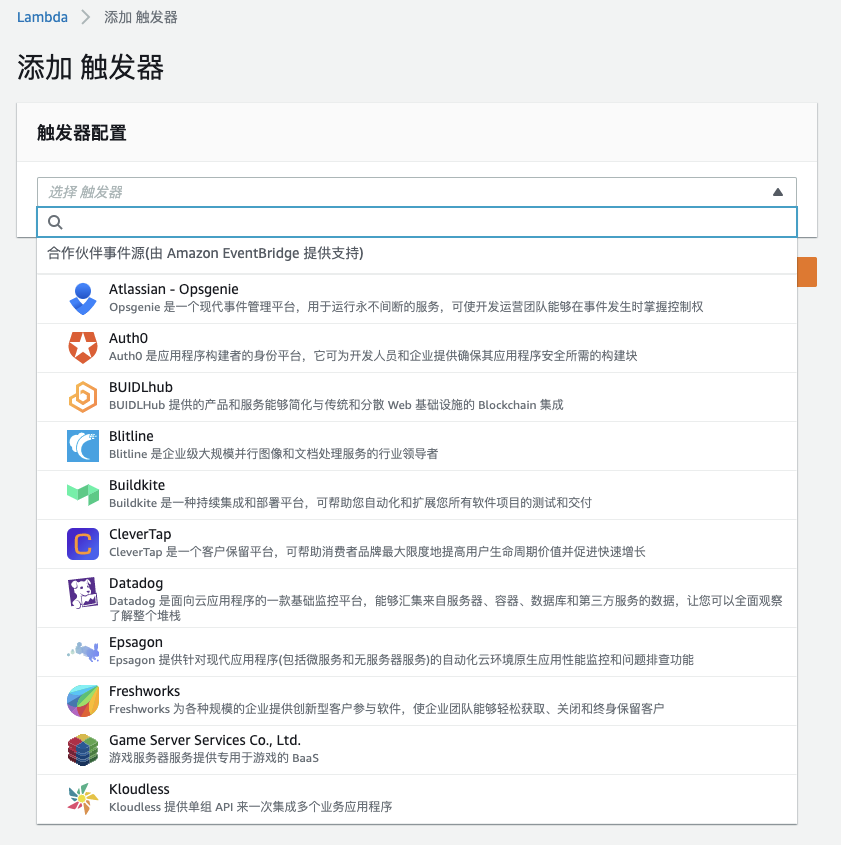 Lambda > 添加 触发器
添加 触发器
触发器配置
选择 触发器
合作伙伴事件源(由 Amazon EventBridge 提供支持)
Atlassian - Opsgenie
Opsgenie 是一个现代事件管理平台，用于运行永不间断的服务，可使开发运营团队能够在事件发生时掌握控制权
Auth0
Auth0 是应用程序构建者的身份平台，它可为开发人员和企业提供确保其应用程序安全所需的构建块
BUIDLhub
BUIDLHub 提供的产品和服务能够简化与传统和分散 Web 基础设施的 Blockchain 集成
Blitline
Blitline 是企业级大规模并行图像和文档处理服务的行业领导者
Buildkite
Buildkite 是一种持续集成和部署平台，可帮助您自动化和扩展您所有软件项目的测试和交付
CleverTap
CleverTap 是一个客户保留平台，可帮助消费者品牌最大限度地提高用户生命周期价值并促进快速增长
Datadog
Datadog 是面向云应用程序的一款基础监控平台，能够汇集来自服务器、容器、数据库和第三方服务的数据，让您可以全面观察
了解整个堆栈
Epsagon
Epsagon 提供针对现代应用程序(包括微服务和无服务器服务)的自动化云环境原生应用性能监控和问题排查功能
Freshworks
Freshworks 为各种规模的企业提供创新型客户参与软件，使企业团队能够轻松获取、关闭和终身保留客户
Game Server Services Co., Ltd.
游戏服务器服务提供专用于游戏的 BaaS
Kloudless
Kloudless 提供单组 API 来一次集成多个业务应用程序